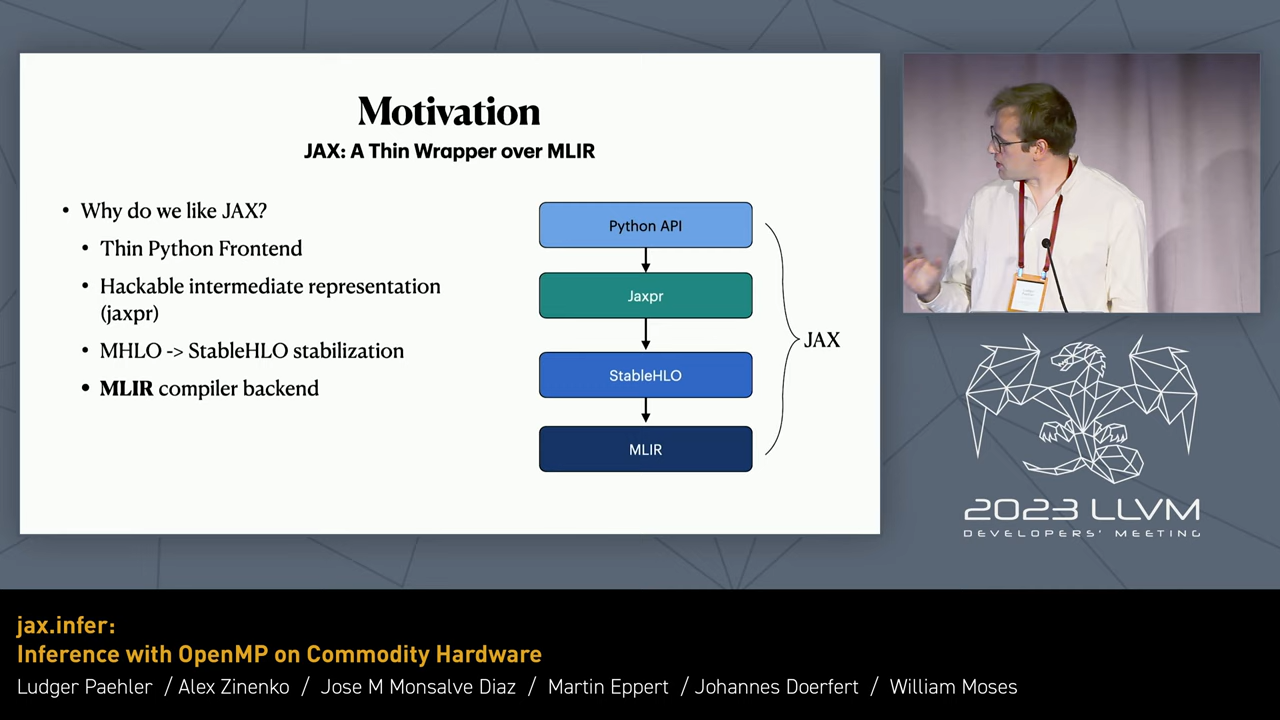 Motivation
JAX: A Thin Wrapper over MLIR
• Why do we like JAX?
• Thin Python Frontend
• Hackable intermediate representation
(jaxpr)
• MHLO -> StableHLO stabilization
• MLIR compiler backend
Python API
Jaxpr
StableHLO
MLIR
JAX
2023 LLVM
DEVELOPERS' MEETING
jax.infer:
Inference with OpenMP on Commodity Hardware
Ludger Paehler / Alex Zinenko / Jose M Monsalve Diaz / Martin Eppert / Johannes Doerfert / William Moses